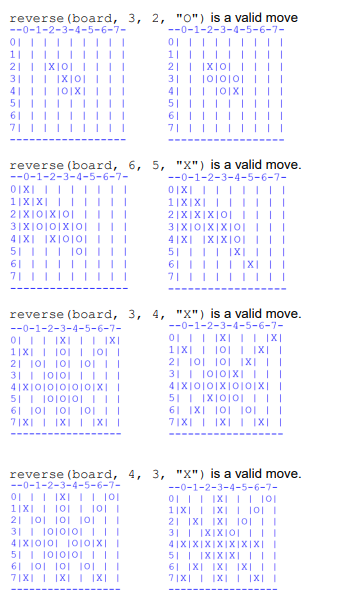 reverse(board, 3, 2, "O") is a valid move
--0-1-2-3-4-5-6-7- --0-1-2-3-4-5-6-7-
0| | | | | | | | | 0| | | | | | | | |
1| | | | | | | | | 1| | | | | | | | |
2| | |X|O| | | | | 2| | |X|O| | | | |
3| | | |X|O| | | | 3| | |O|O|O| | | |
4| | | |O|X| | | | 4| | | |O|X| | | |
5| | | | | | | | | 5| | | | | | | | |
6| | | | | | | | | 6| | | | | | | | |
7| | | | | | | | | 7| | | | | | | | |
------------------ ------------------
reverse(board, 6, 5, "X") is a valid move.
--0-1-2-3-4-5-6-7- --0-1-2-3-4-5-6-7-
0|X| | | | | | | | 0|X| | | | | | | |
1|X|X| | | | | | | 1|X|X| | | | | | |
2|X|O|X|O| | | | | 2|X|X|X|O| | | | |
3|X|O|O|X|O| | | | 3|X|O|X|X|O| | | |
4|X| |X|O|O| | | | 4|X| |X|X|O| | | |
5| | | | |O| | | | 5| | | | |X| | | |
6| | | | | | | | | 6| | | | | |X| | |
7| | | | | | | | | 7| | | | | | | | |
------------------ ------------------
reverse(board, 3, 4, "X") is a valid move.
--0-1-2-3-4-5-6-7- --0-1-2-3-4-5-6-7-
0| | | |X| | | |X| 0| | | |X| | | |X|
1|X| | |O| | |O| | 1|X| | |O| | |X| |
2| |O| |O| |O| | | 2| |O| |O| |X| | |
3| | |O|O| | | | | 3| | |O|O|X| | | |
4|X|O|O|O|O|O|X| | 4|X|O|O|X|O|O|X| |
5| | |O|O|O| | | | 5| | |X|O|O| | | |
6| |O| |O| |O| | | 6| |X| |O| |O| | |
7|X| | |X| | |X| | 7|X| | |X| | |X| |
------------------ ------------------
reverse(board, 4, 3, "X") is a valid move.
--0-1-2-3-4-5-6-7- --0-1-2-3-4-5-6-7-
0| | | |X| | | |O| 0| | | |X| | | |O|
1|X| | |O| | |O| | 1|X| | |X| | |O| |
2| |O| |O| |O| | | 2| |X| |X| |O| | |
3| | |O|O|O| | | | 3| | |X|X|O| | | |
4|X|O|O| |O|O|X| | 4|X|X|X|X|X|X|X| |
5| | |O|O|O| | | | 5| | |X|X|X| | | |
6| |O| |O| |O| | | 6| |X| |X| |X| | |
7|X| | |X| | |X| | 7|X| | |X| | |X| |
------------------ ------------------